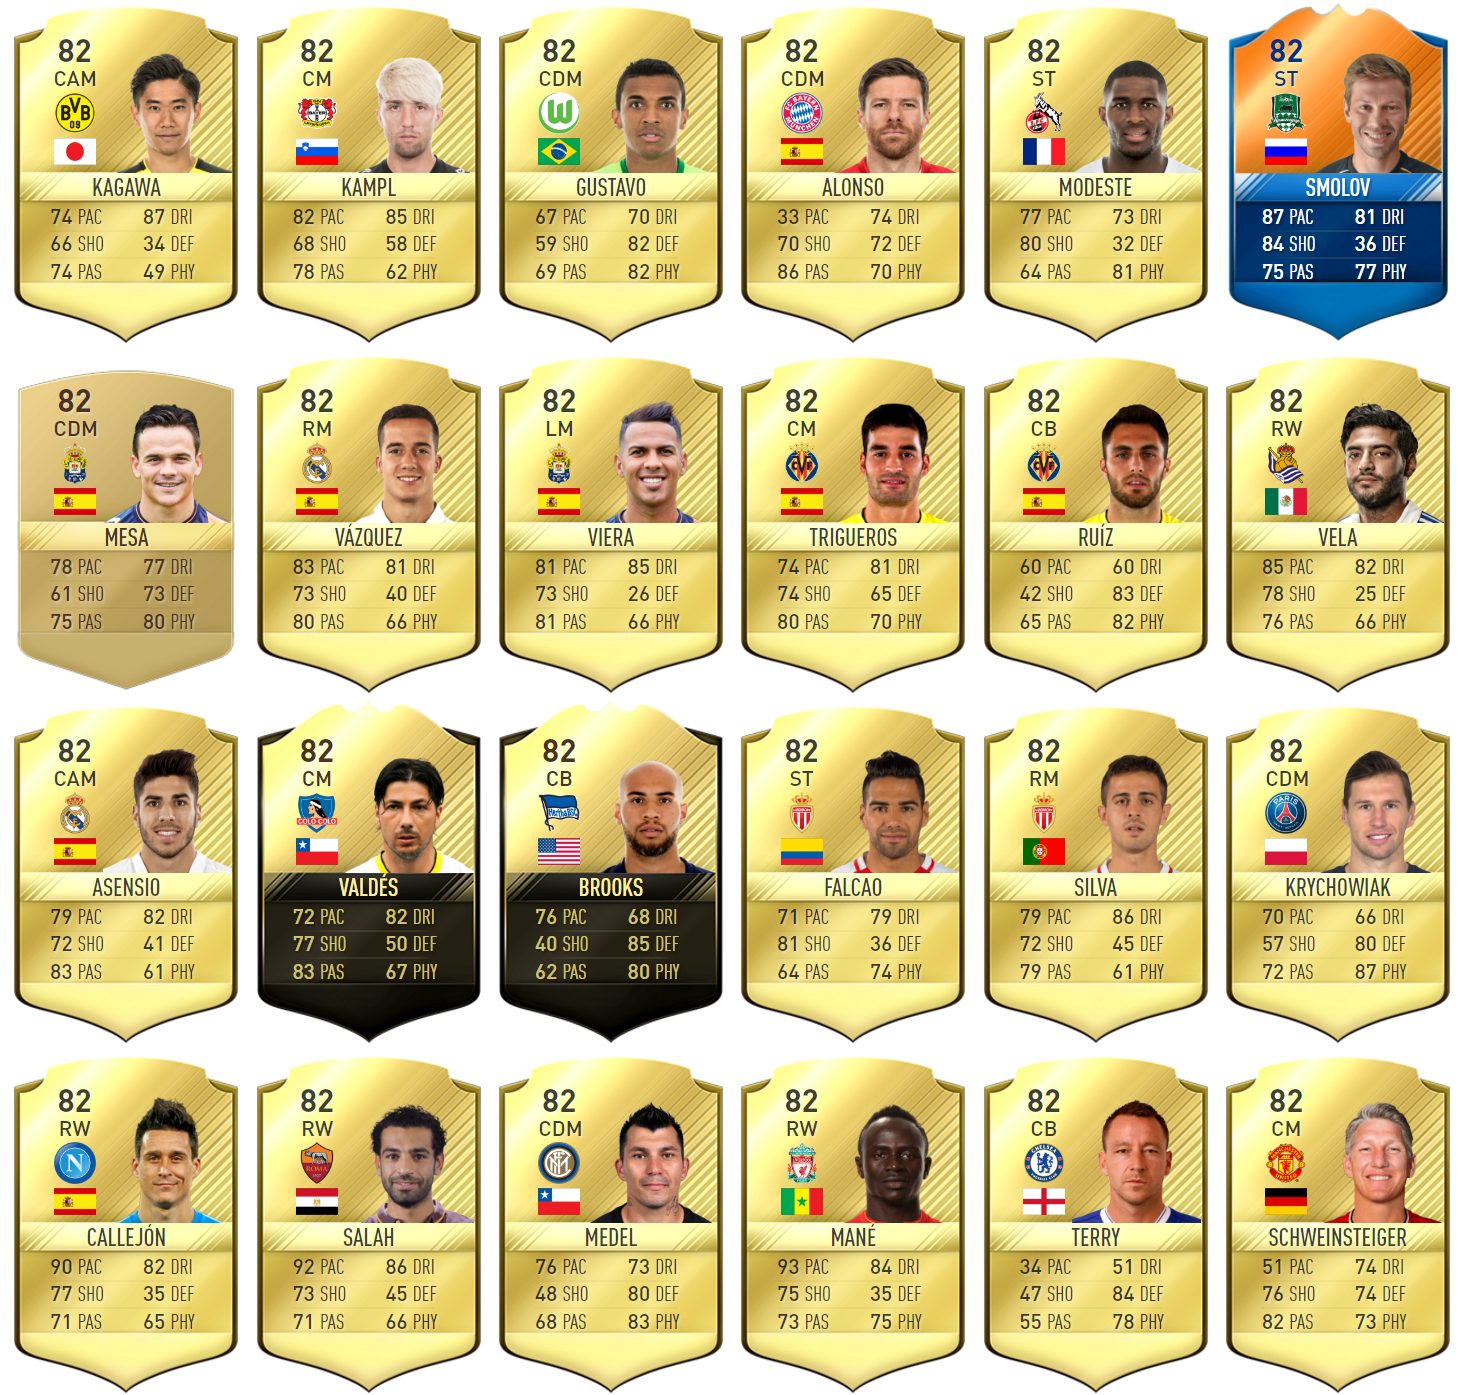 82
CAM
BVB
09
KAGAWA
74 PAC 87 DRI
66 SHO 34 DEF
74 PAS 49 PHY
82
CM
KAMPL
82 PAC 85 DRI
68 SHO 58 DEF
78 PAS 62 PHY
82
CDM
GUSTAVO
67 PAC 70 DRI
59 SHO 82 DEF
69 PAS 82 PHY
82
CDM
FC BAYERN
MÜNCHEN
ALONSO
33 PAC 74 DRI
70 SHO 72 DEF
86 PAS 70 PHY
82
ST
MODESTE
77 PAC 73 DRI
80 SHO 32 DEF
64 PAS 81 PHY
82
ST
SMOLOV
87 PAC 81 DRI
84 SHO 36 DEF
75 PAS 77 PHY
82
CDM
MESA
78 PAC 77 DRI
61 SHO 73 DEF
75 PAS 80 PHY
82
RM
VÁZQUEZ
83 PAC 81 DRI
73 SHO 40 DEF
80 PAS 66 PHY
82
LM
VIERA
81 PAC 85 DRI
73 SHO 26 DEF
81 PAS 66 PHY
82
CM
CVF
TRIGUEROS
74 PAC 81 DRI
74 SHO 65 DEF
80 PAS 70 PHY
82
CB
CVF
RUÍZ
60 PAC 60 DRI
42 SHO 83 DEF
65 PAS 82 PHY
82
RW
VELA
85 PAC 82 DRI
78 SHO 25 DEF
76 PAS 66 PHY
82
CAM
ASENSIO
79 PAC 82 DRI
72 SHO 41 DEF
83 PAS 61 PHY
82
CM
COLO COLO
VALDÉS
72 PAC 82 DRI
77 SHO 50 DEF
83 PAS 67 PHY
82
CB
BROOKS
76 PAC 68 DRI
40 SHO 85 DEF
62 PAS 80 PHY
82
ST
FALCAO
71 PAC 79 DRI
81 SHO 36 DEF
64 PAS 74 PHY
82
RM
SILVA
79 PAC 86 DRI
72 SHO 45 DEF
79 PAS 61 PHY
82
CDM
PARIS
KRYCHOWIAK
70 PAC 66 DRI
57 SHO 80 DEF
72 PAS 87 PHY
82
RW
N
CALLEJÓN
90 PAC 82 DRI
77 SHO 35 DEF
71 PAS 65 PHY
82
RW
ROMA
SALAH
92 PAC 86 DRI
73 SHO 45 DEF
71 PAS 66 PHY
82
CDM
MEDEL
76 PAC 73 DRI
48 SHO 80 DEF
68 PAS 83 PHY
82
RW
MANÉ
93 PAC 84 DRI
75 SHO 35 DEF
73 PAS 75 PHY
82
CB
CHELSEA
TERRY
34 PAC 51 DRI
47 SHO 84 DEF
55 PAS 78 PHY
82
CM
MANCHESTER
UNITED
SCHWEINSTEIGER
51 PAC 74 DRI
76 SHO 74 DEF
82 PAS 73 PHY